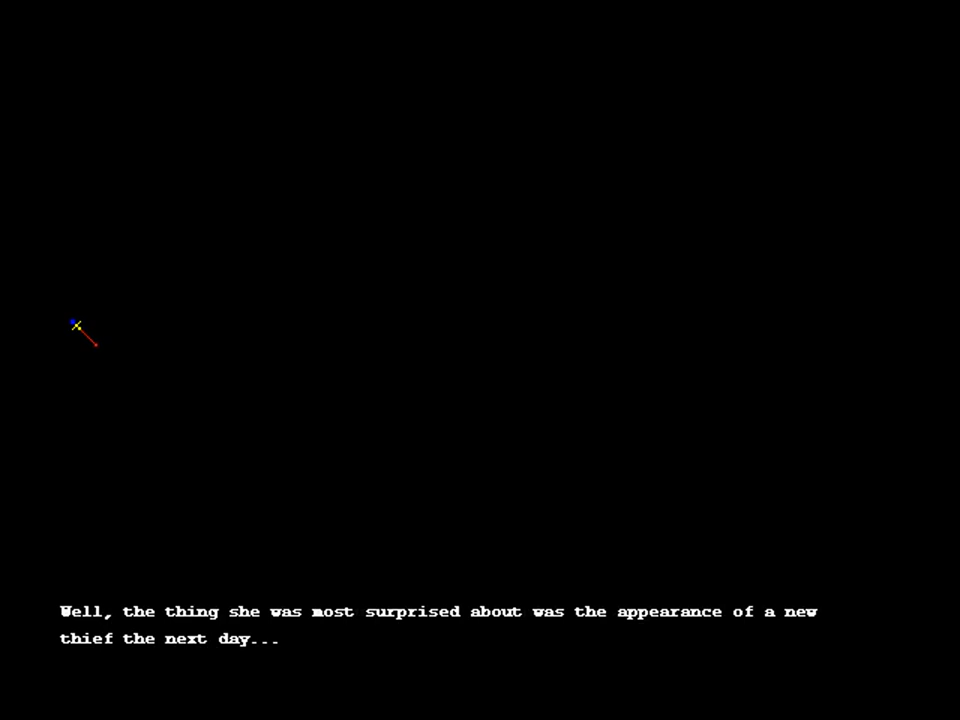 Well, the thing she was most surprised about was the appearance of a new
thief the next day...